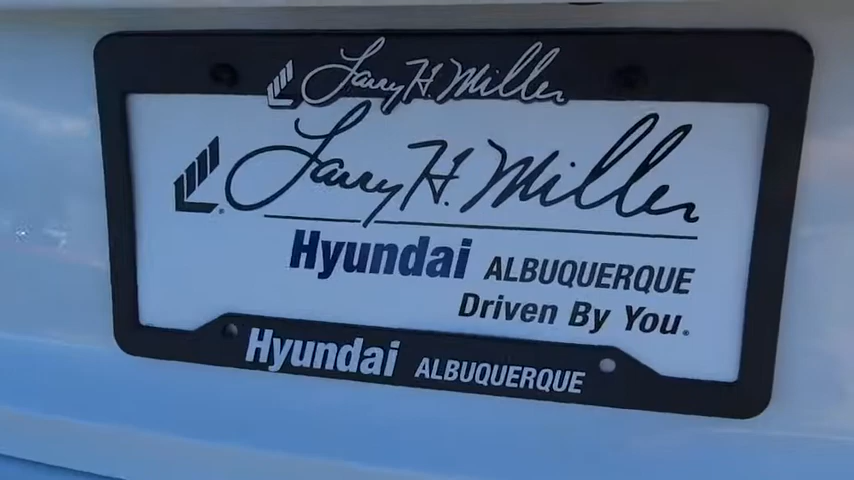 Larry H. Miller
Larry H. Miller
Hyundai ALBUQUERQUE
Driven By You.
Hyundai ALBUQUERQUE